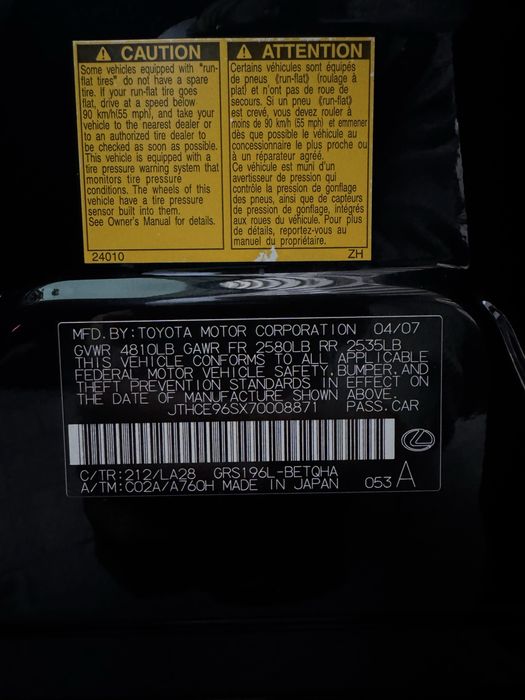 CAUTION
Some vehicles equipped with "run-
flat tires" do not have a spare
tire. If your run-flat tire goes
flat, drive at a speed below
90 km/h(55 mph), and take your
vehicle to the nearest dealer or
to an authorized tire dealer to
be checked as soon as possible.
This vehicle is equipped with a
tire pressure warning system that
monitors tire pressure
conditions. The wheels of this
vehicle have a tire pressure
sensor built into them.
See Owner's Manual for details.
24010
ATTENTION
Certains véhicules sont équipés
de pneus 《run-flat》 (roulage à
plat) et n'ont pas de roue de
secours. Si un pneu 《run-flat》
est crevé, vous devez rouler à
moins de 90 km/h (55 mph) et emmener
dès que possible le véhicule au
concessionnaire le plus proche ou
à un réparateur agréé.
Ce véhicule est muni d'un
avertisseur de pression qui
contrôle la pression de gonflage
des pneus, ainsi que de capteurs
de pression de gonflage, intégrés
aux roues du véhicule. Pour plus
de détails, reportez-vous au
manuel du propriétaire.
ZH
MFD. BY: TOYOTA MOTOR CORPORATION 04/07
GVWR 4810LB GAWR FR 2580LB RR 2535LB
THIS VEHICLE CONFORMS TO ALL APPLICABLE
FEDERAL MOTOR VEHICLE SAFETY, BUMPER, AND
THEFT PREVENTION STANDARDS IN EFFECT ON
THE DATE OF MANUFACTURE SHOWN ABOVE.
JTHCE96SX70008871 PASS. CAR
C/TR: 212/LA28 GRS196L-BETQHA
A/TM: C02A/A760H MADE IN JAPAN 053 A